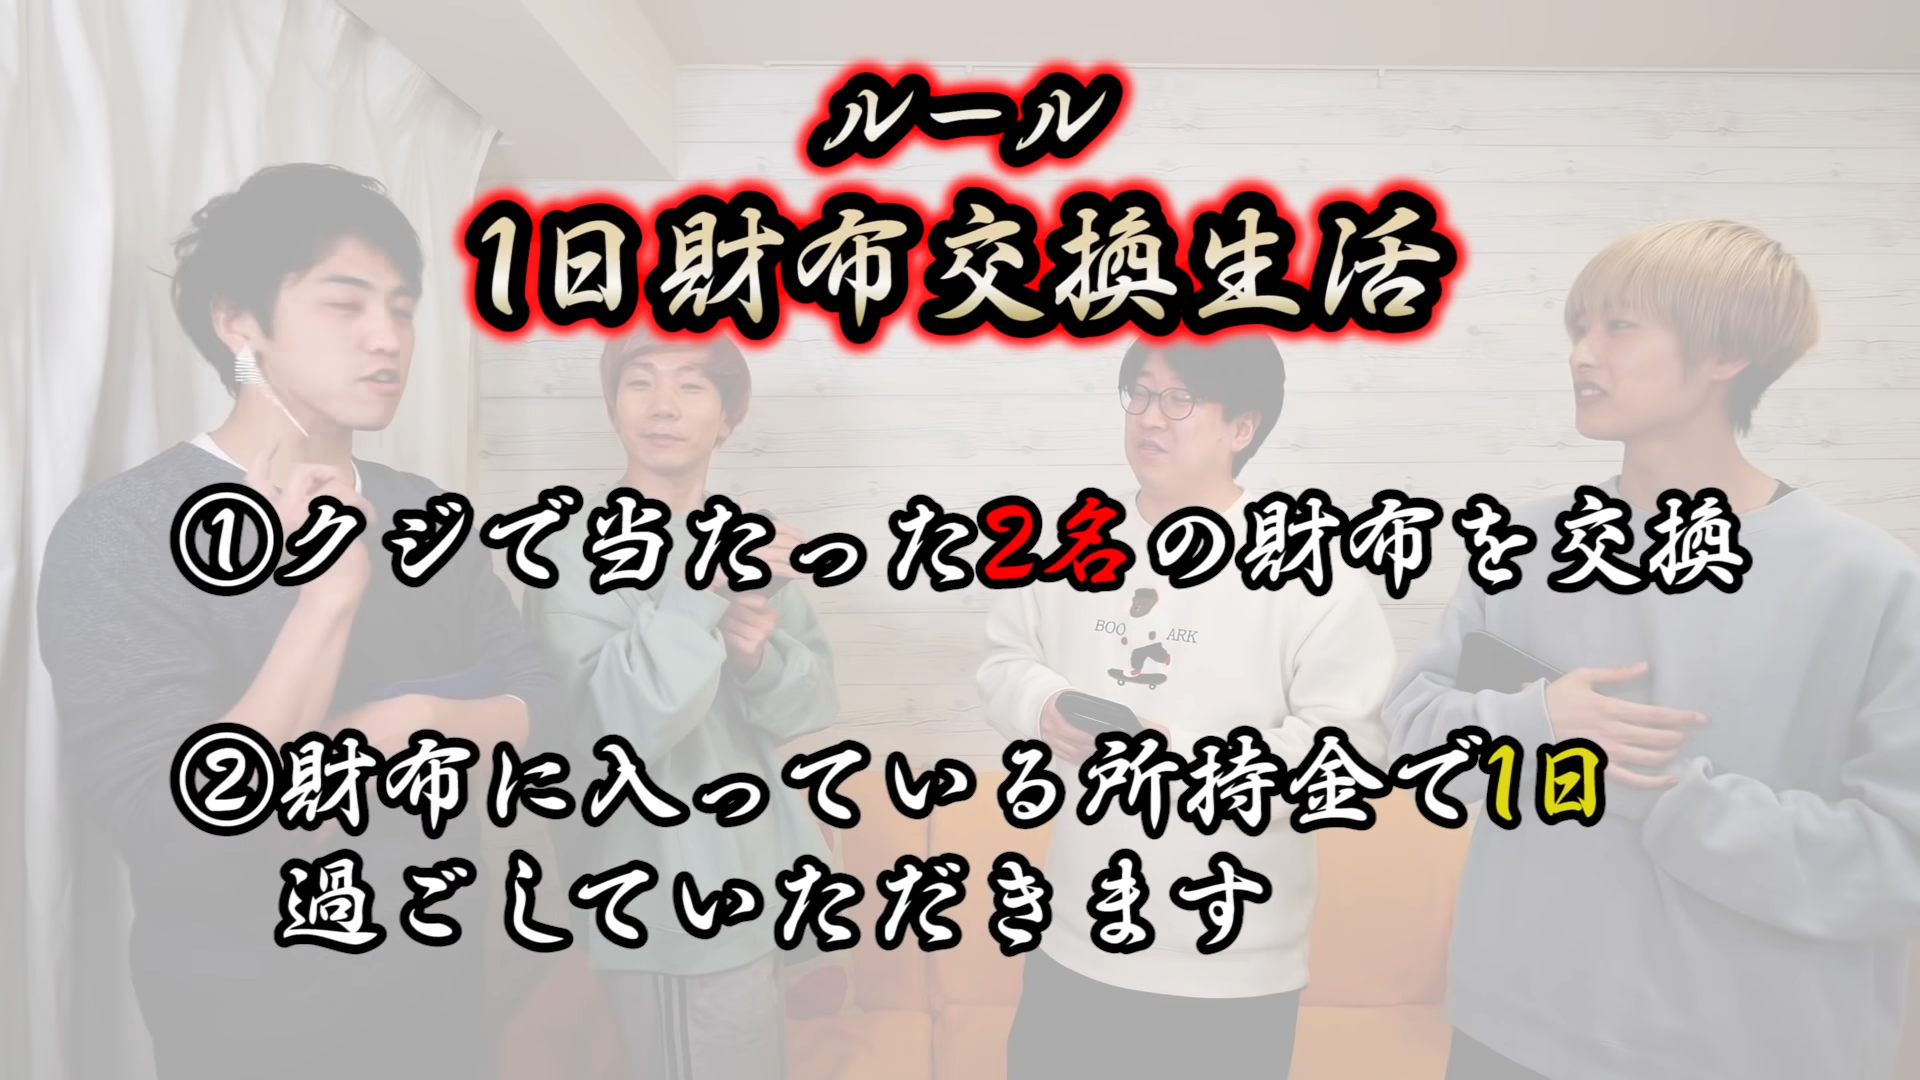 ルール
1日財布交換生活
①クジで当たった2名の財布を交換
BOO ARK
②財布に入っている所持金で1日
過ごしていただきます